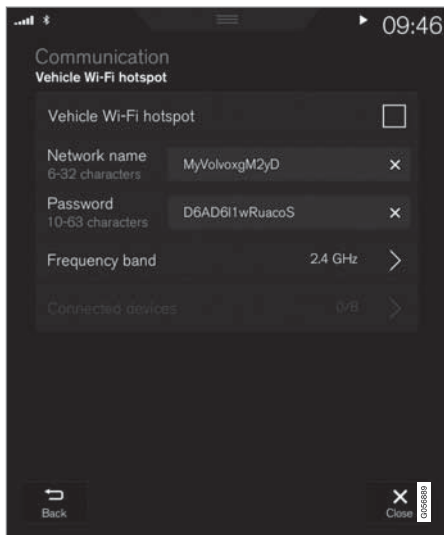 09:46
Communication
Vehicle Wi-Fi hotspot
Vehicle Wi-Fi hotspot
Network name
6-32 characters
MyVolvoxgM2yD
Password
10-63 characters
D6AD6l1wRuacoS
Frequency band
2.4 GHz
Connected devices
0/8
Back
Close
G056889